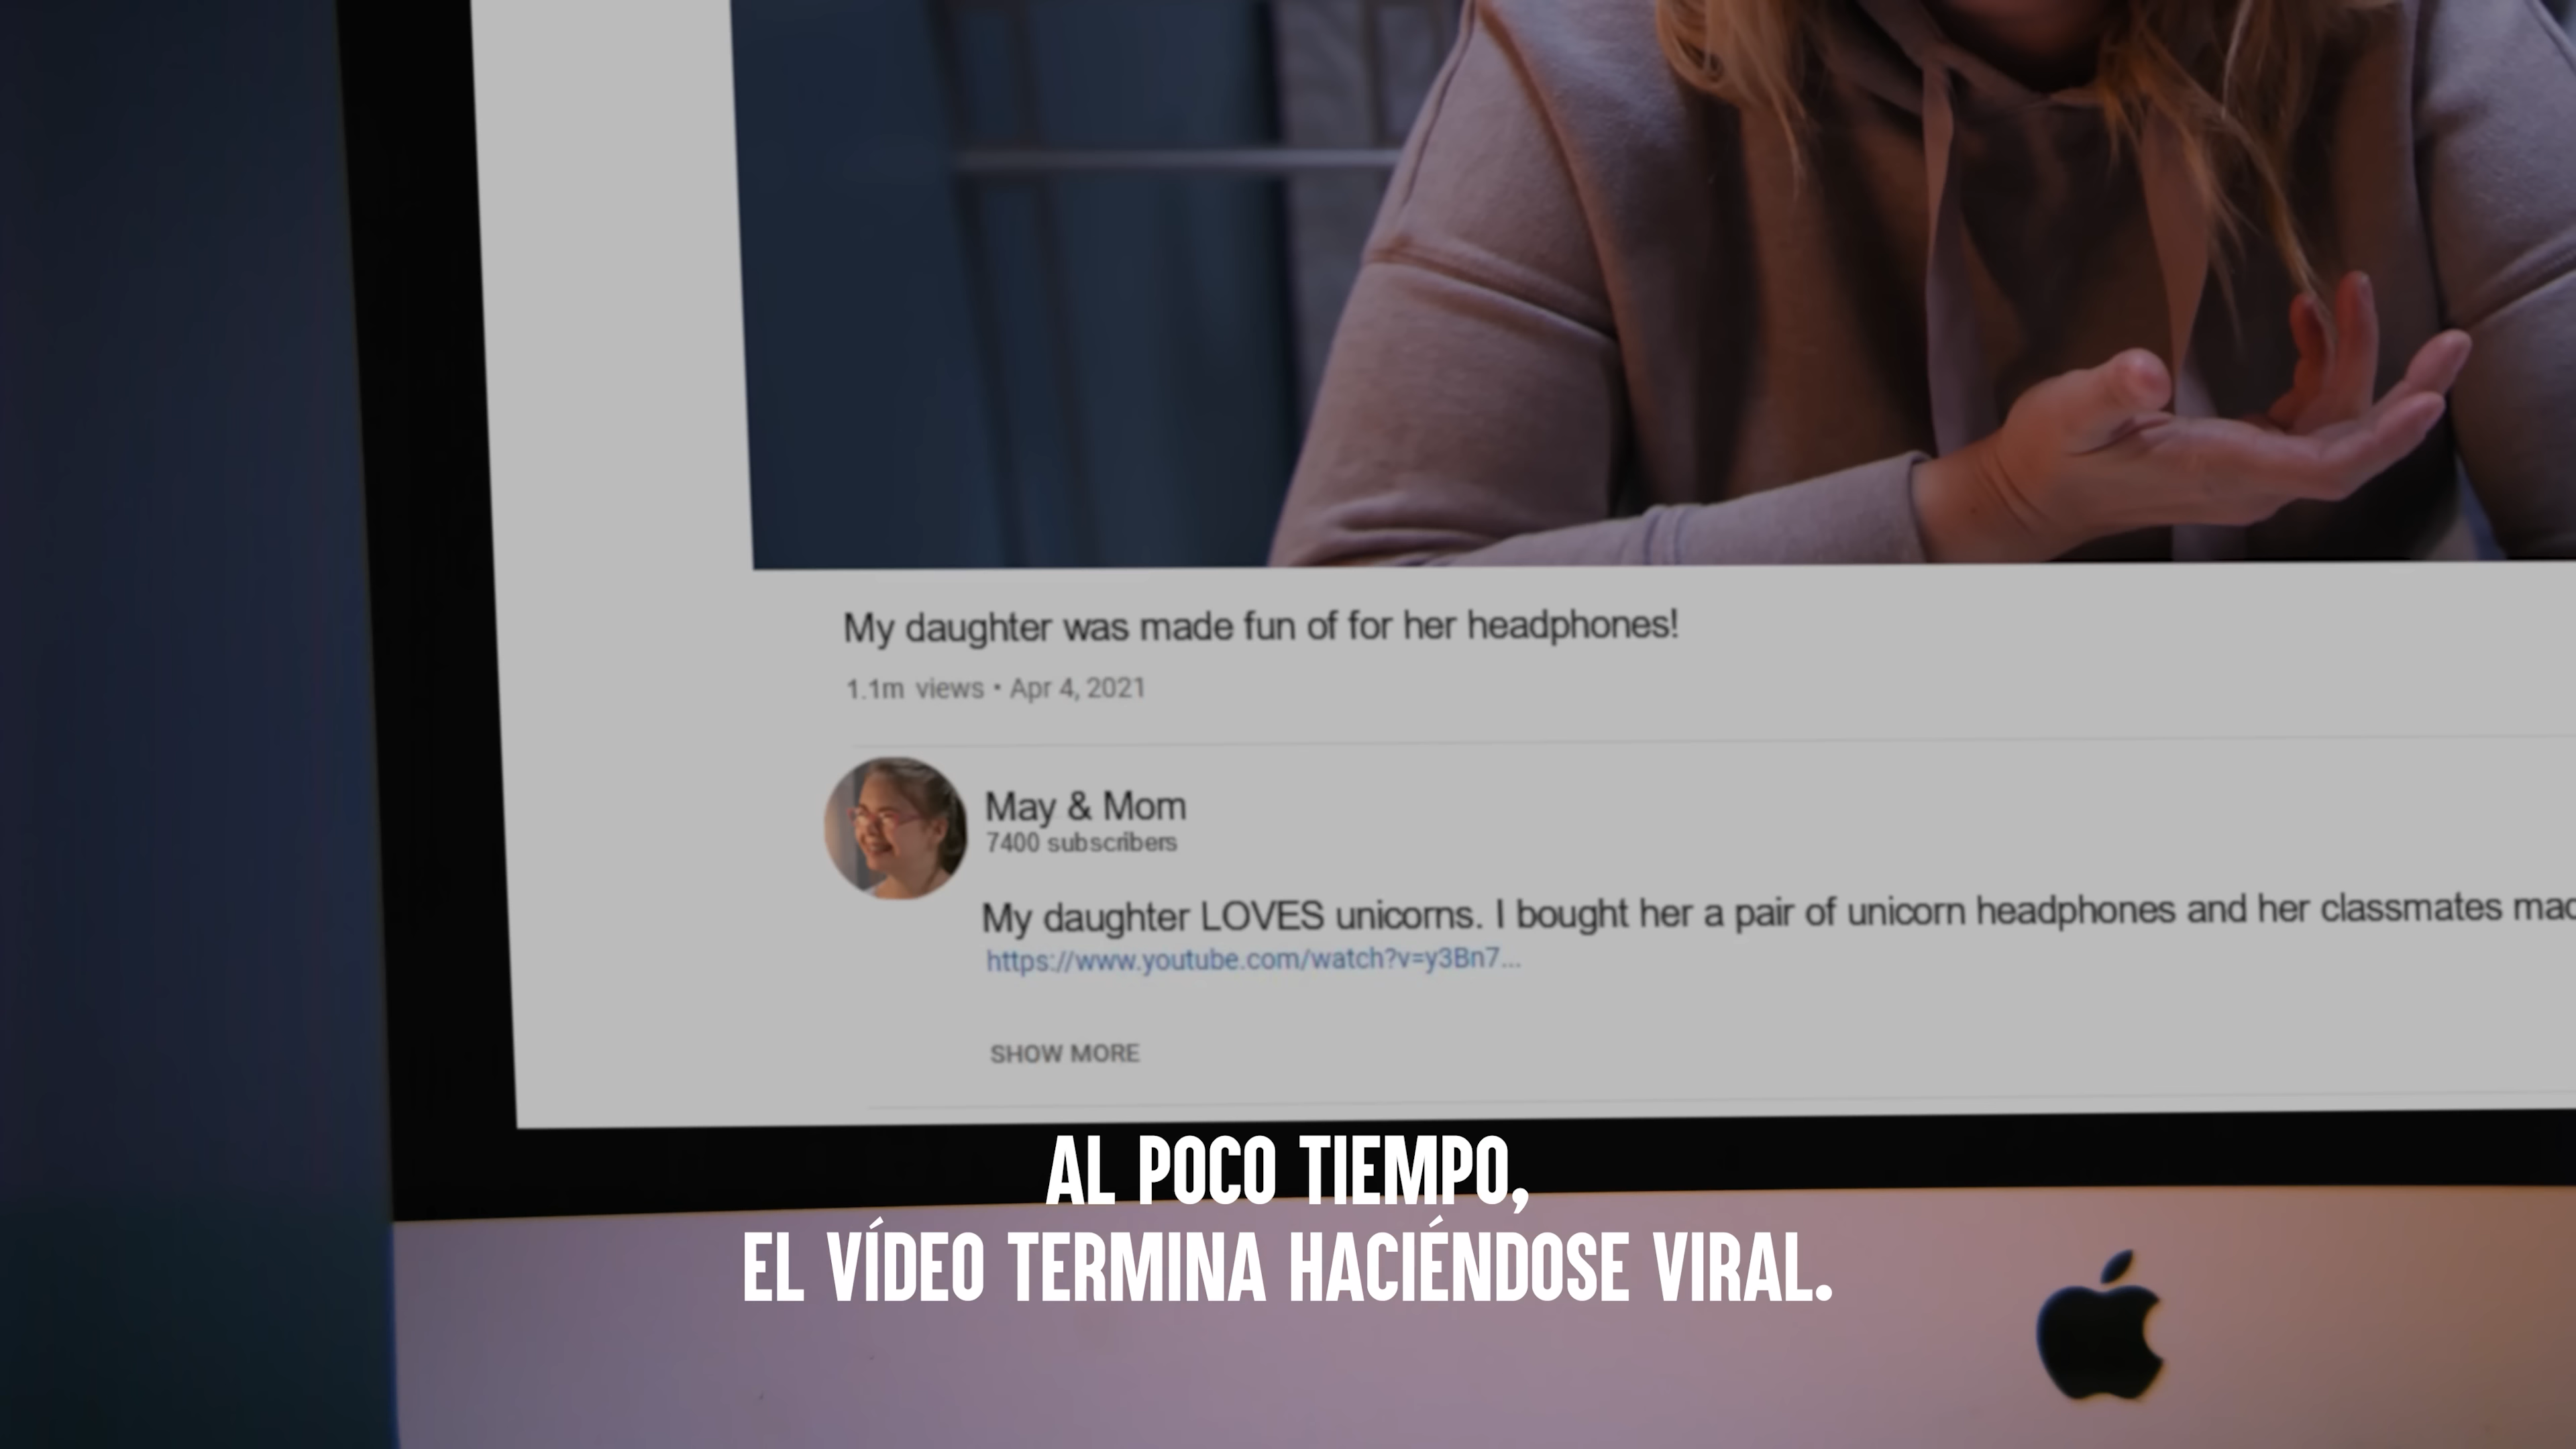 My daughter was made fun of for her headphones!
1.1m views • Apr 4, 2021
May & Mom
7400 subscribers
My daughter LOVES unicorns. I bought her a pair of unicorn headphones and her classmates
https://www.youtube.com/watch?v=y3Bn7...
SHOW MORE
AL POCO TIEMPO,
EL VÍDEO TERMINA HACIÉNDOSE VIRAL.